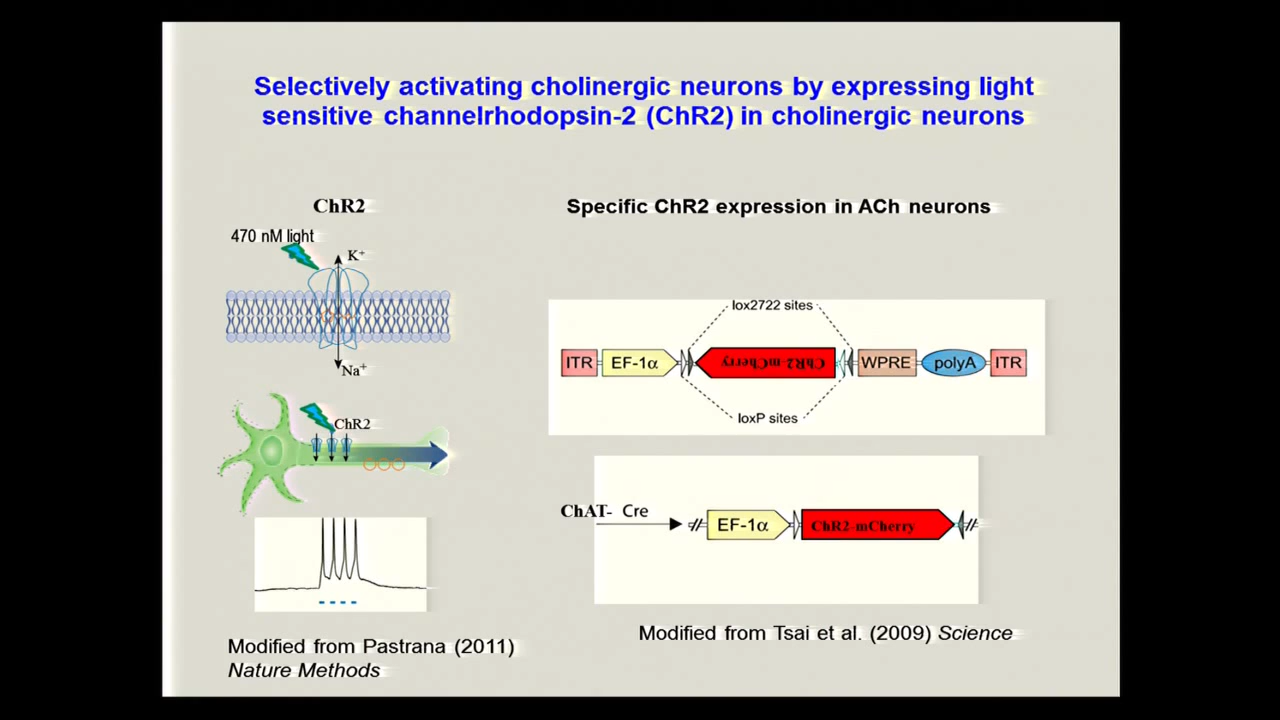 Selectively activating cholinergic neurons by expressing light
sensitive channelrhodopsin-2 (ChR2) in cholinergic neurons
ChR2
470 nM light
K+
Na+
ChR2
Modified from Pastrana (2011)
Nature Methods
Specific ChR2 expression in ACh neurons
lox2722 sites
ITR EF-1α ChR2-mCherry WPRE polyA ITR
loxP sites
ChAT- Cre
EF-1α ChR2-mCherry
Modified from Tsai et al. (2009) Science